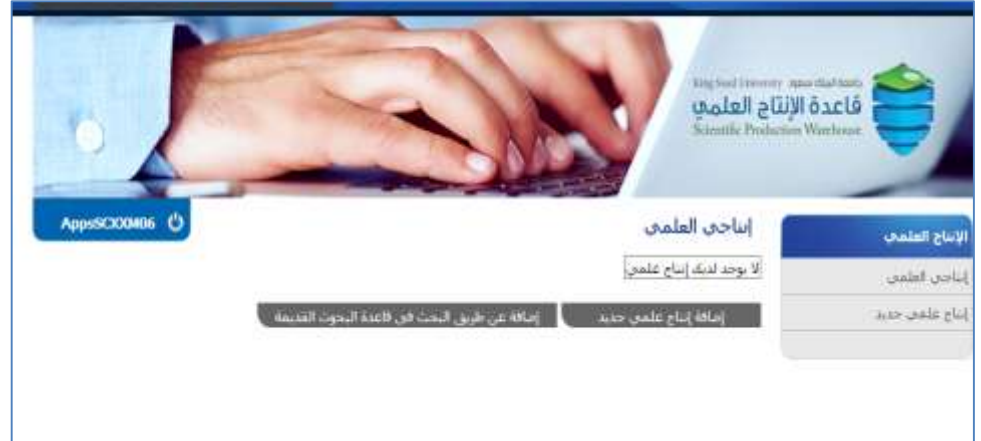 King Saud University جامعة الملك سعود
قاعدة الإنتاج العلمي
Scientific Production Warehouse
AppsSCXXM06
الإنتاج العلمي
إنتاجي العلمي
إنتاج علمي جديد
إنتاجي العلمي
لا يوجد لديك إنتاج علمي
إضافة إنتاج علمي جديد
إضافة عن طريق البحث في قاعدة البحوث القديمة